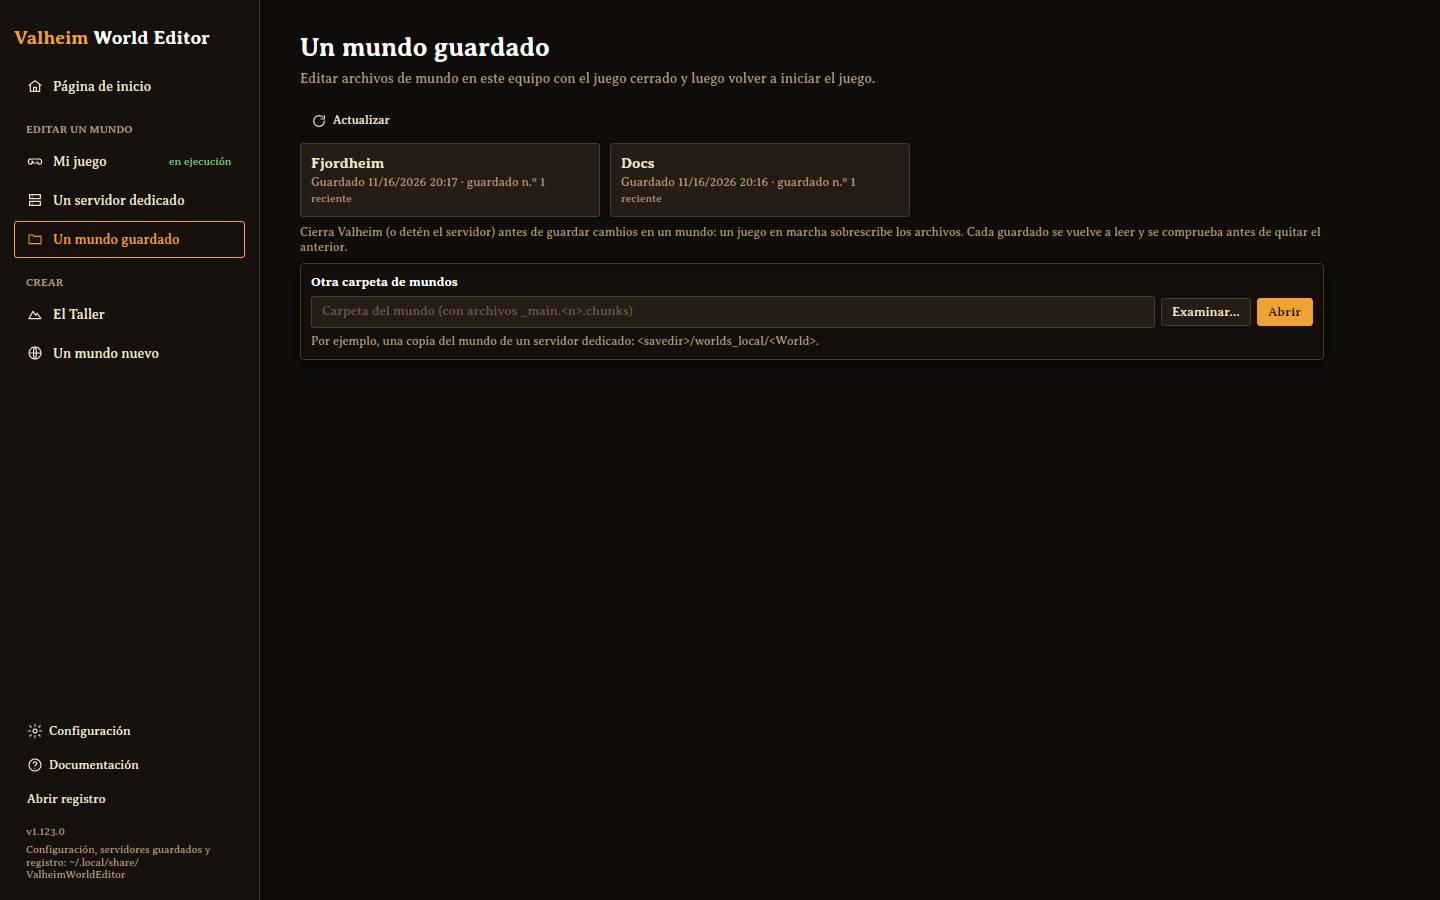 Valheim World Editor
Página de inicio
EDITAR UN MUNDO
Mi juego
en ejecución
Un servidor dedicado
Un mundo guardado
CREAR
El Taller
Un mundo nuevo
Configuración
Documentación
Abrir registro
v1.123.0
Configuración, servidores guardados y
registro: ~/.local/share/
ValheimWorldEditor
Un mundo guardado
Editar archivos de mundo en este equipo con el juego cerrado y luego volver a iniciar el juego.
Actualizar
Fjordheim
Guardado 11/16/2026 20:17 · guardado n.º 1
reciente
Docs
Guardado 11/16/2026 20:16 · guardado n.º 1
reciente
Cierra Valheim (o detén el servidor) antes de guardar cambios en un mundo: un juego en marcha sobrescribe los archivos. Cada guardado se vuelve a leer y se comprueba antes de quitar el
anterior.
Otra carpeta de mundos
Carpeta del mundo (con archivos _main.<n>.chunks)
Examinar...
Abrir
Por ejemplo, una copia del mundo de un servidor dedicado: <savedir>/worlds_local/<World>.